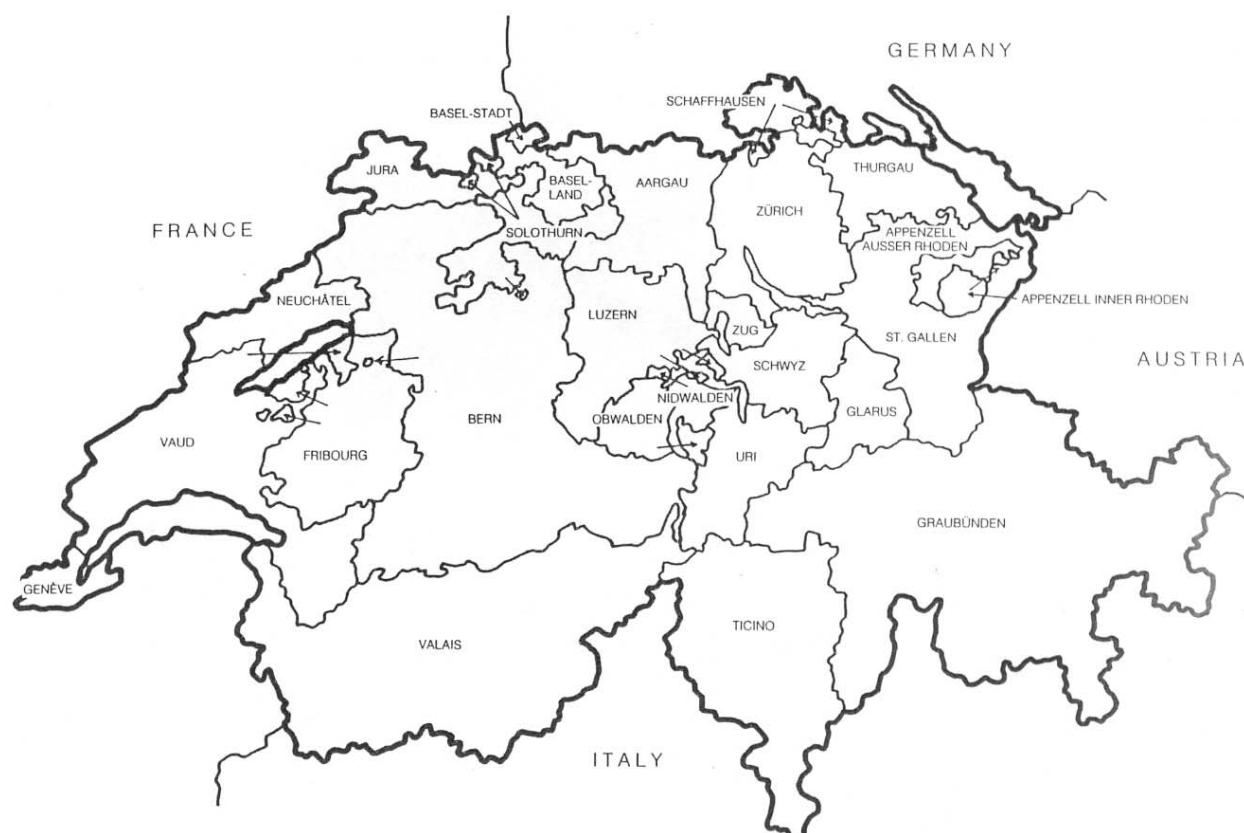 GERMANY
SCHAFFHAUSEN
BASEL-STADT
JURA
BASEL-
LAND
AARGAU
THURGAU
ZÜRICH
FRANCE
SOLOTHURN
APPENZELL
AUSSER RHODEN
NEUCHÂTEL
APPENZELL INNER RHODEN
LUZERN
ZUG
ST. GALLEN
SCHWYZ
AUSTRIA
NIDWALDEN
OBWALDEN
GLARUS
BERN
VAUD
FRIBOURG
URI
GRAUBÜNDEN
GENÈVE
TICINO
VALAIS
ITALY